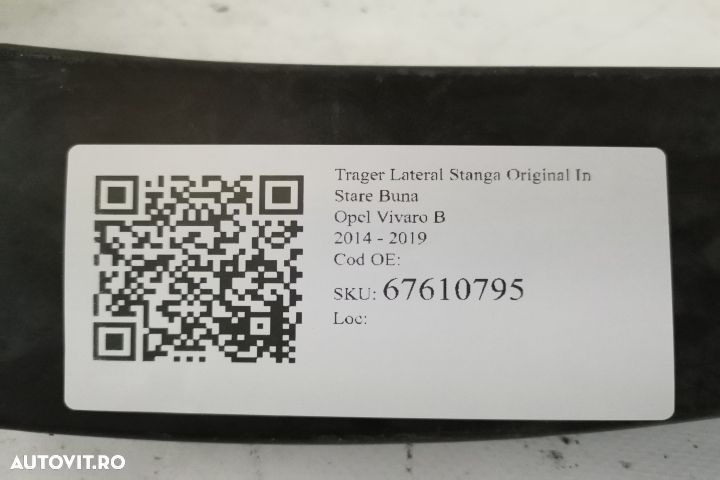 Trager Lateral Stanga Original In
Stare Buna
Opel Vivaro B
2014 - 2019
Cod OE:
SKU: 67610795
Loc:
AUTOVIT.RO